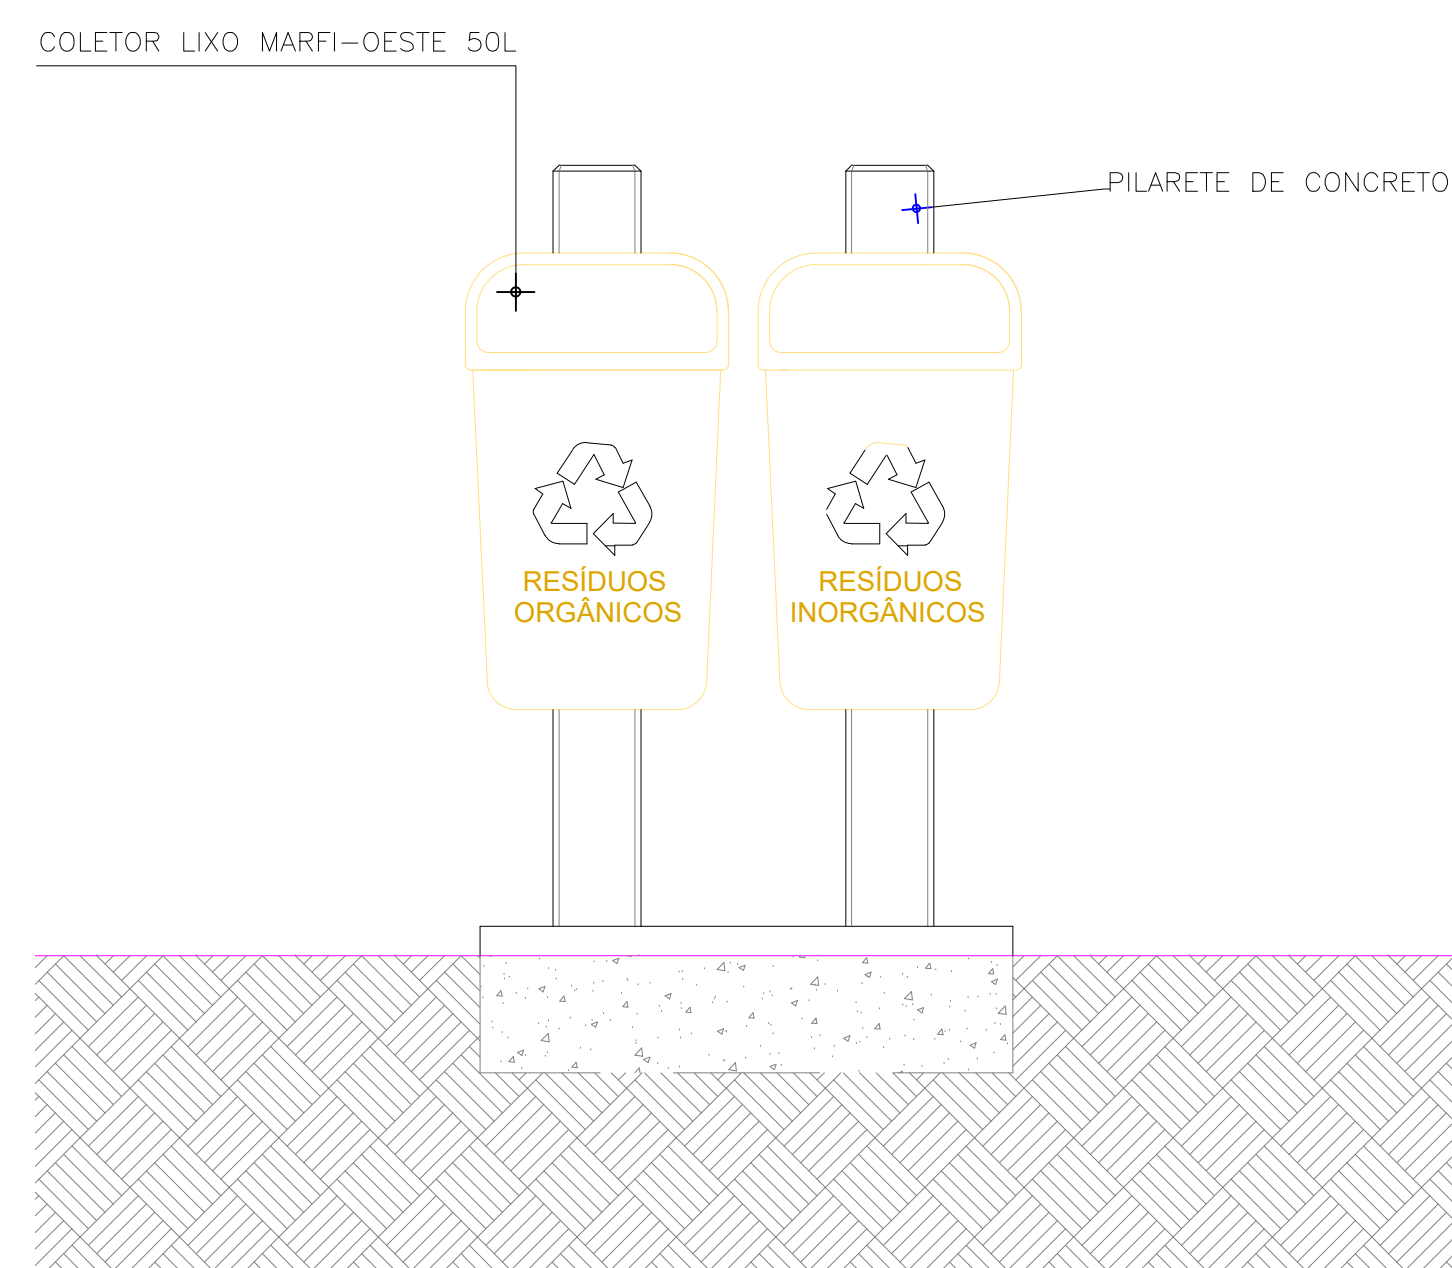 COLETOR LIXO MARFI-OESTE 50L
PILARETE DE CONCRETO
RESÍDUOS
ORGÂNICOS
RESÍDUOS
INORGÂNICOS